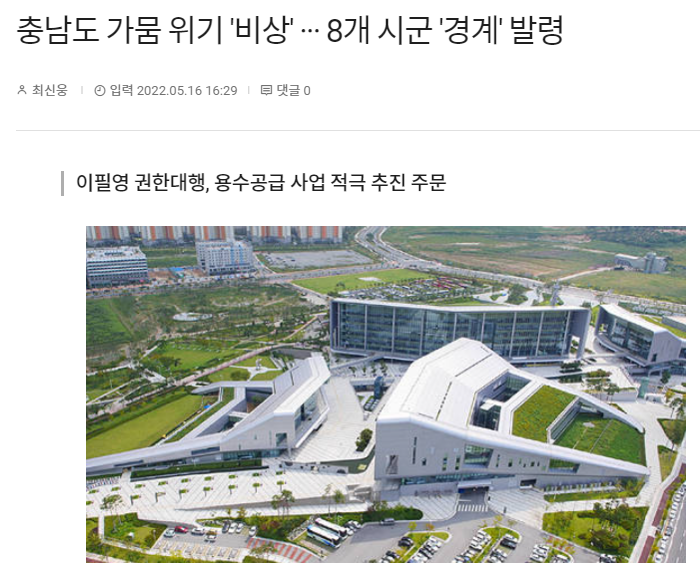 충남도 가뭄 위기 '비상' … 8개 시군 '경계' 발령
최신웅 입력 2022.05.16 16:29 댓글 0
이필영 권한대행, 용수공급 사업 적극 추진 주문